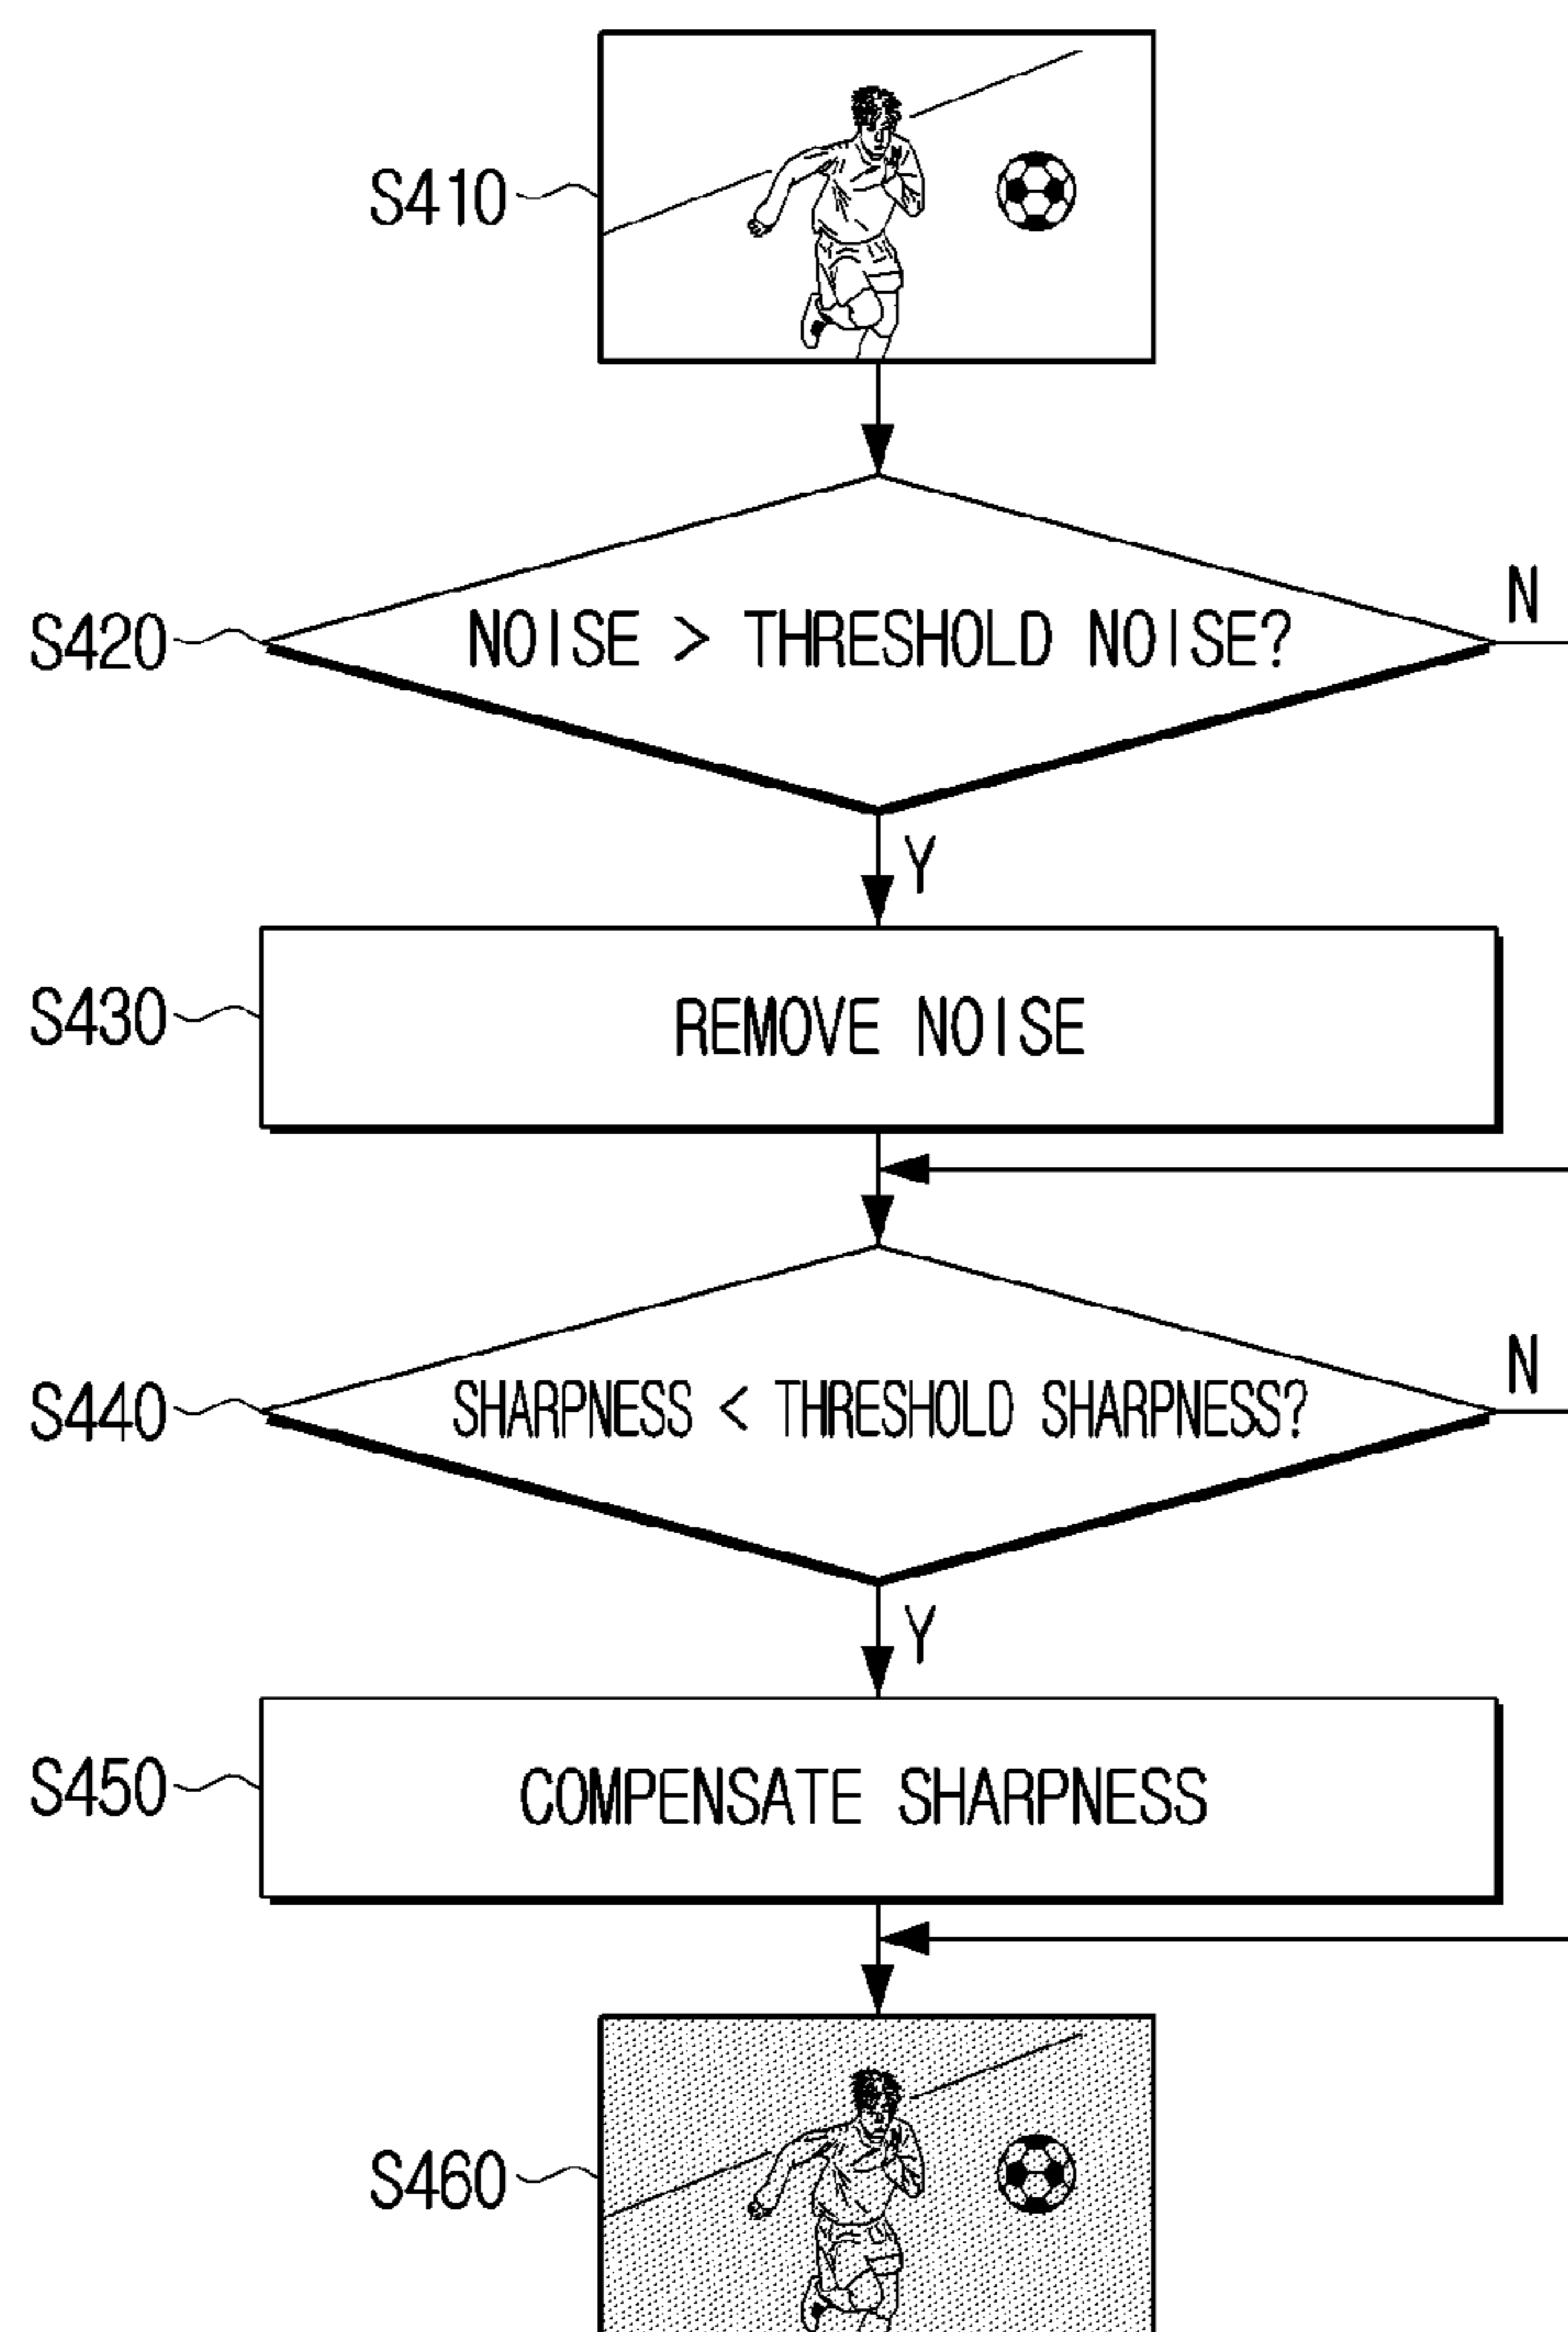 S410
S420
NOISE > THRESHOLD NOISE?
N
Y
S430
REMOVE NOISE
S440
SHARPNESS < THRESHOLD SHARPNESS?
N
Y
S450
COMPENSATE SHARPNESS
S460